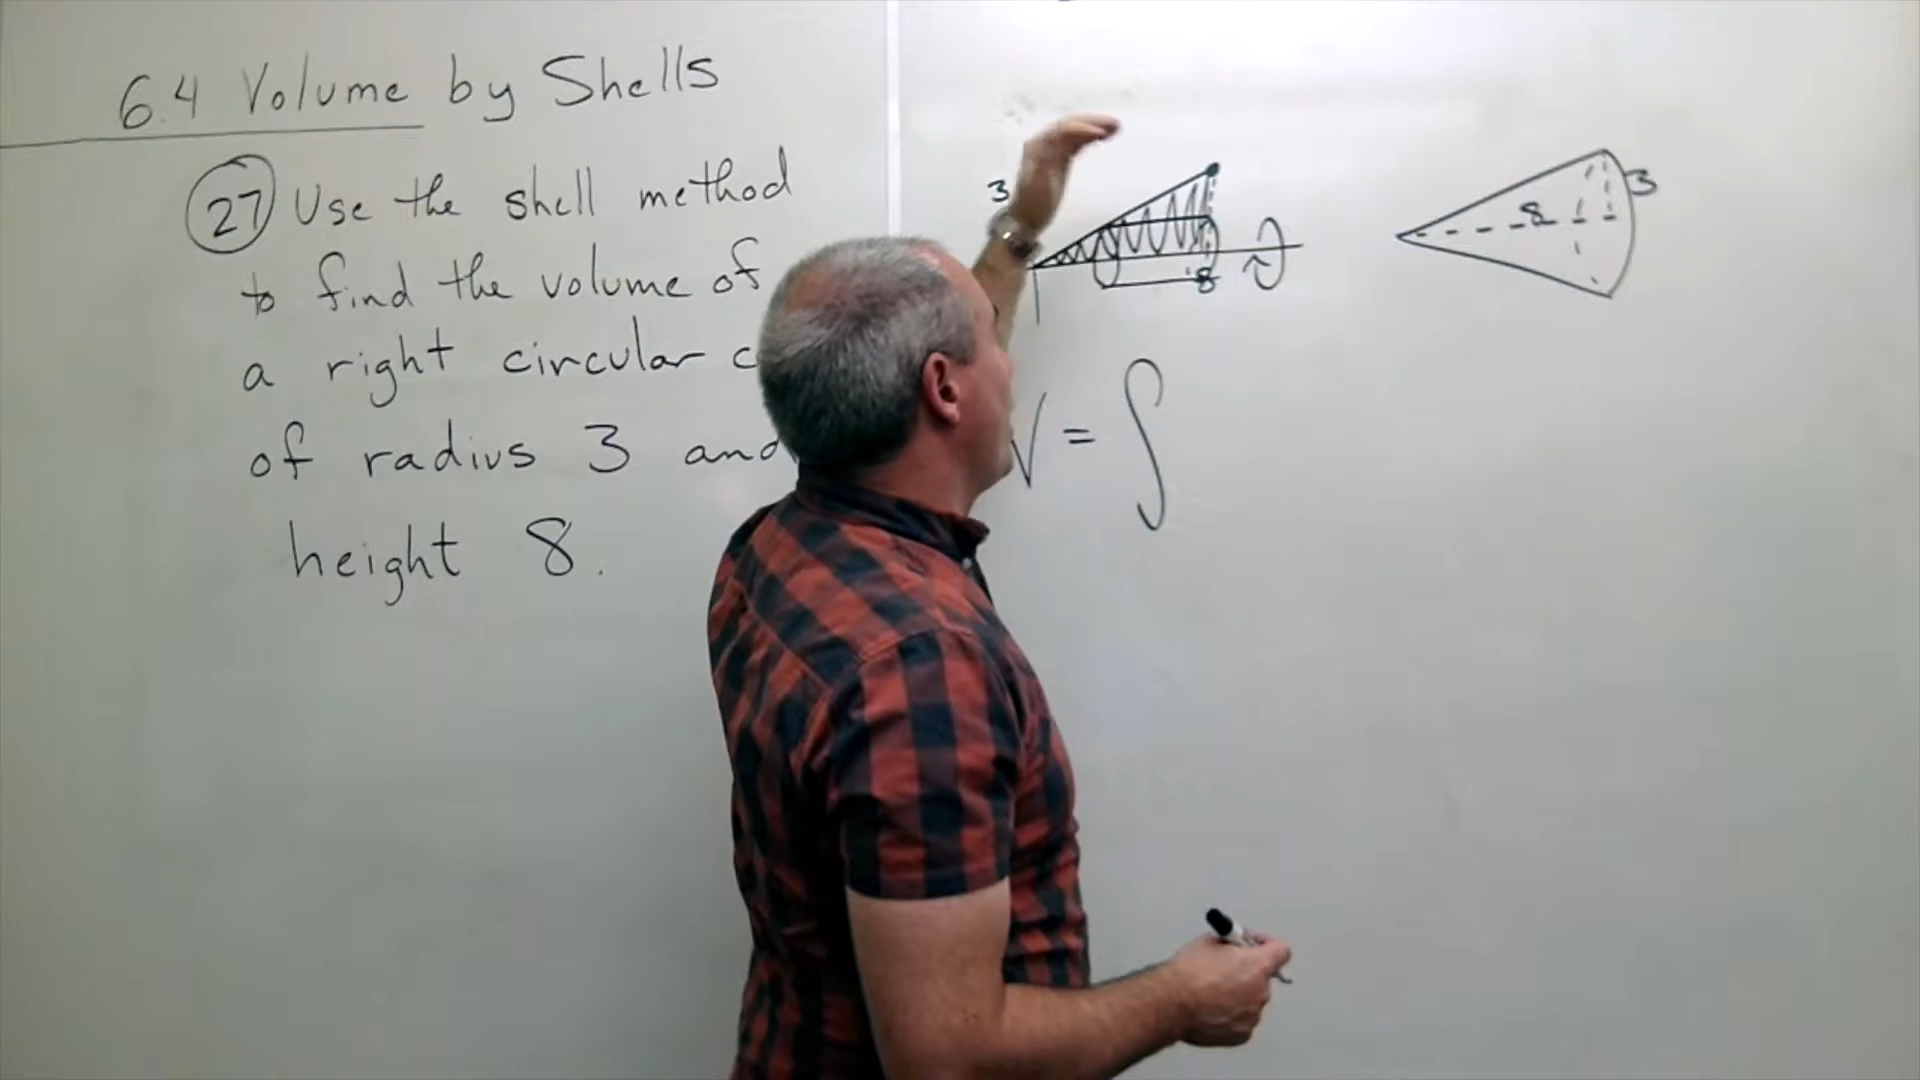 6.4 Volume by Shells
27 Use the shell method
to find the volume of
a right circular
of radius 3 and
height 8.
3
8
V = ∫
8
3